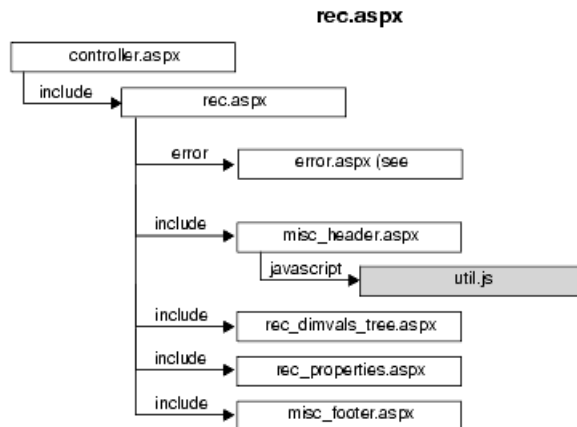 rec.aspx
controller.aspx
include
rec.aspx
error
error.aspx (see
include
misc_header.aspx
javascript
util.js
include
rec_dimvals_tree.aspx
include
rec_properties.aspx
include
misc_footer.aspx